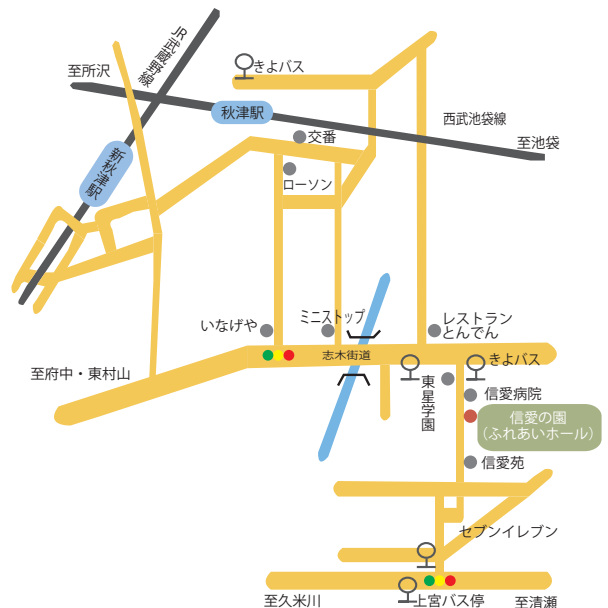 JR武蔵野線
至所沢
きよバス
秋津駅
西武池袋線
至池袋
交番
新秋津駅
ローソン
いなげや
ミニストップ
レストラン
とんでん
志木街道
きよバス
至府中・東村山
東星学園
信愛病院
信愛の園
(ふれあいホール)
信愛苑
セブンイレブン
至久米川
上宮バス停
至清瀬